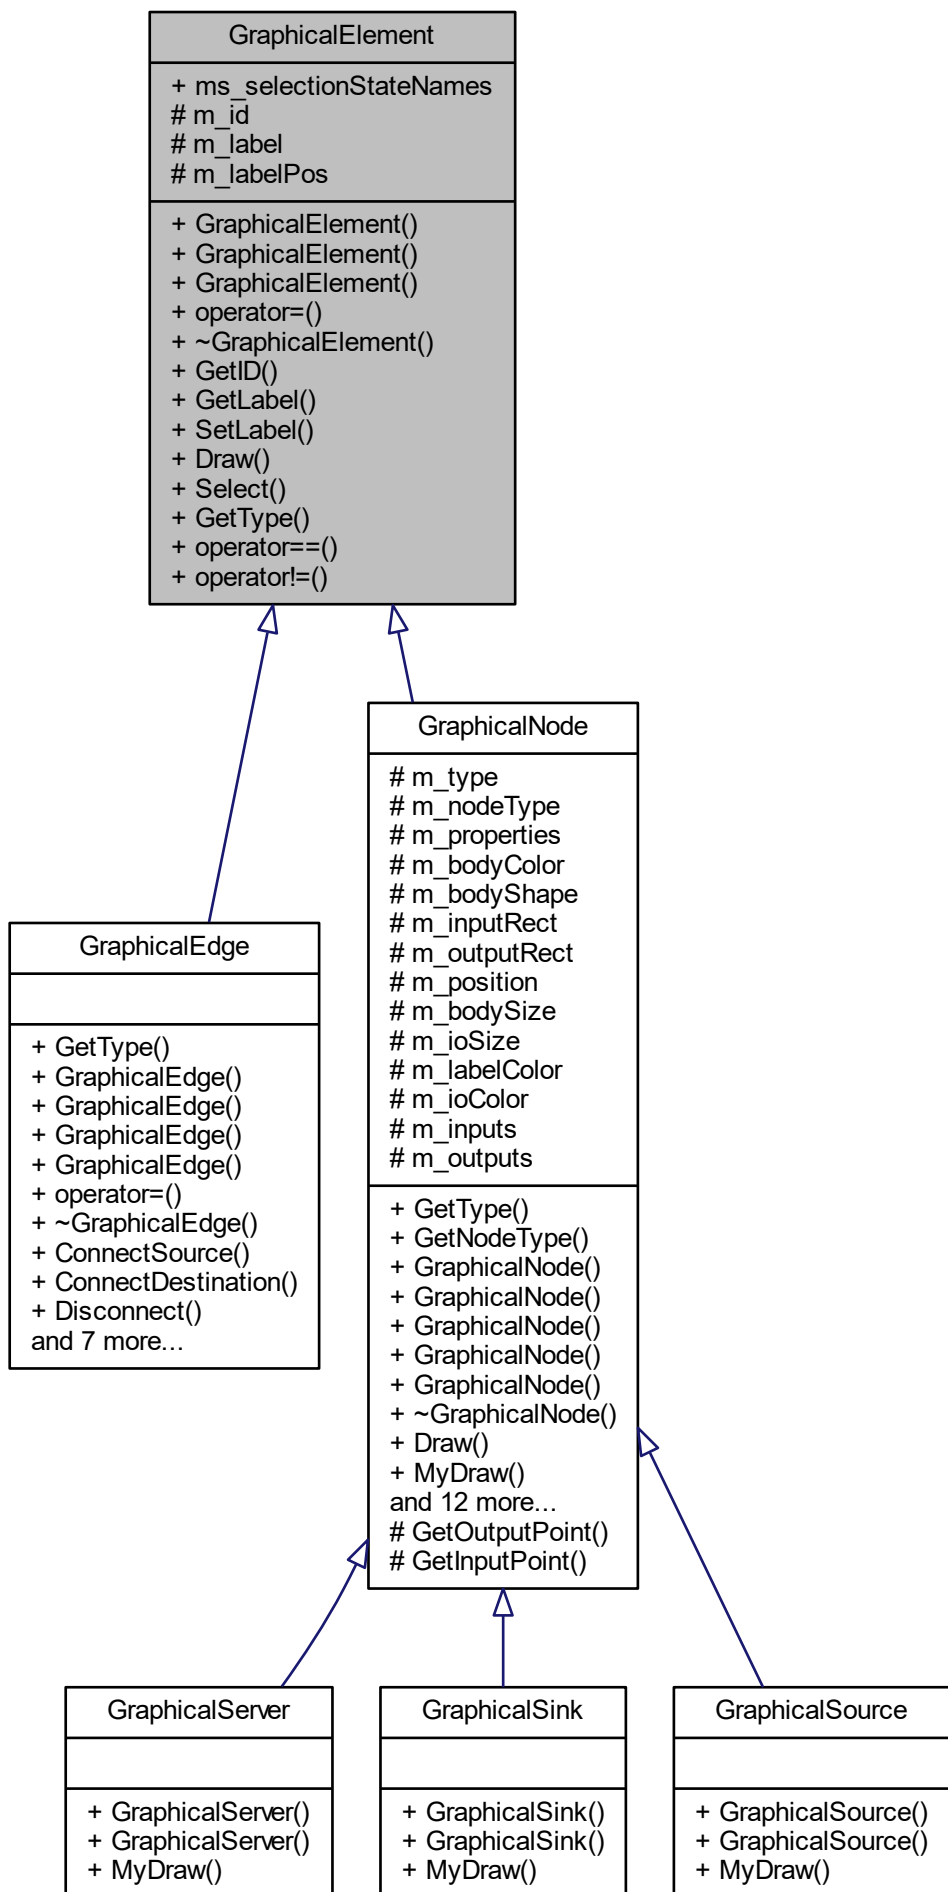 GraphicalElement
+ ms_selectionStateNames
# m_id
# m_label
# m_labelPos
+ GraphicalElement()
+ GraphicalElement()
+ GraphicalElement()
+ operator=()
+ ~GraphicalElement()
+ GetID()
+ GetLabel()
+ SetLabel()
+ Draw()
+ Select()
+ GetType()
+ operator==()
+ operator!=()
GraphicalNode
# m_type
# m_nodeType
# m_properties
# m_bodyColor
# m_bodyShape
# m_inputRect
# m_outputRect
# m_position
# m_bodySize
# m_ioSize
# m_labelColor
# m_ioColor
# m_inputs
# m_outputs
+ GetType()
+ GetNodeType()
+ GraphicalNode()
+ GraphicalNode()
+ GraphicalNode()
+ GraphicalNode()
+ GraphicalNode()
+ ~GraphicalNode()
+ Draw()
+ MyDraw()
and 12 more...
# GetOutputPoint()
# GetInputPoint()
GraphicalEdge
+ GetType()
+ GraphicalEdge()
+ GraphicalEdge()
+ GraphicalEdge()
+ GraphicalEdge()
+ operator=()
+ ~GraphicalEdge()
+ ConnectSource()
+ ConnectDestination()
+ Disconnect()
and 7 more...
GraphicalServer
+ GraphicalServer()
+ GraphicalServer()
+ MyDraw()
GraphicalSink
+ GraphicalSink()
+ GraphicalSink()
+ MyDraw()
GraphicalSource
+ GraphicalSource()
+ GraphicalSource()
+ MyDraw()